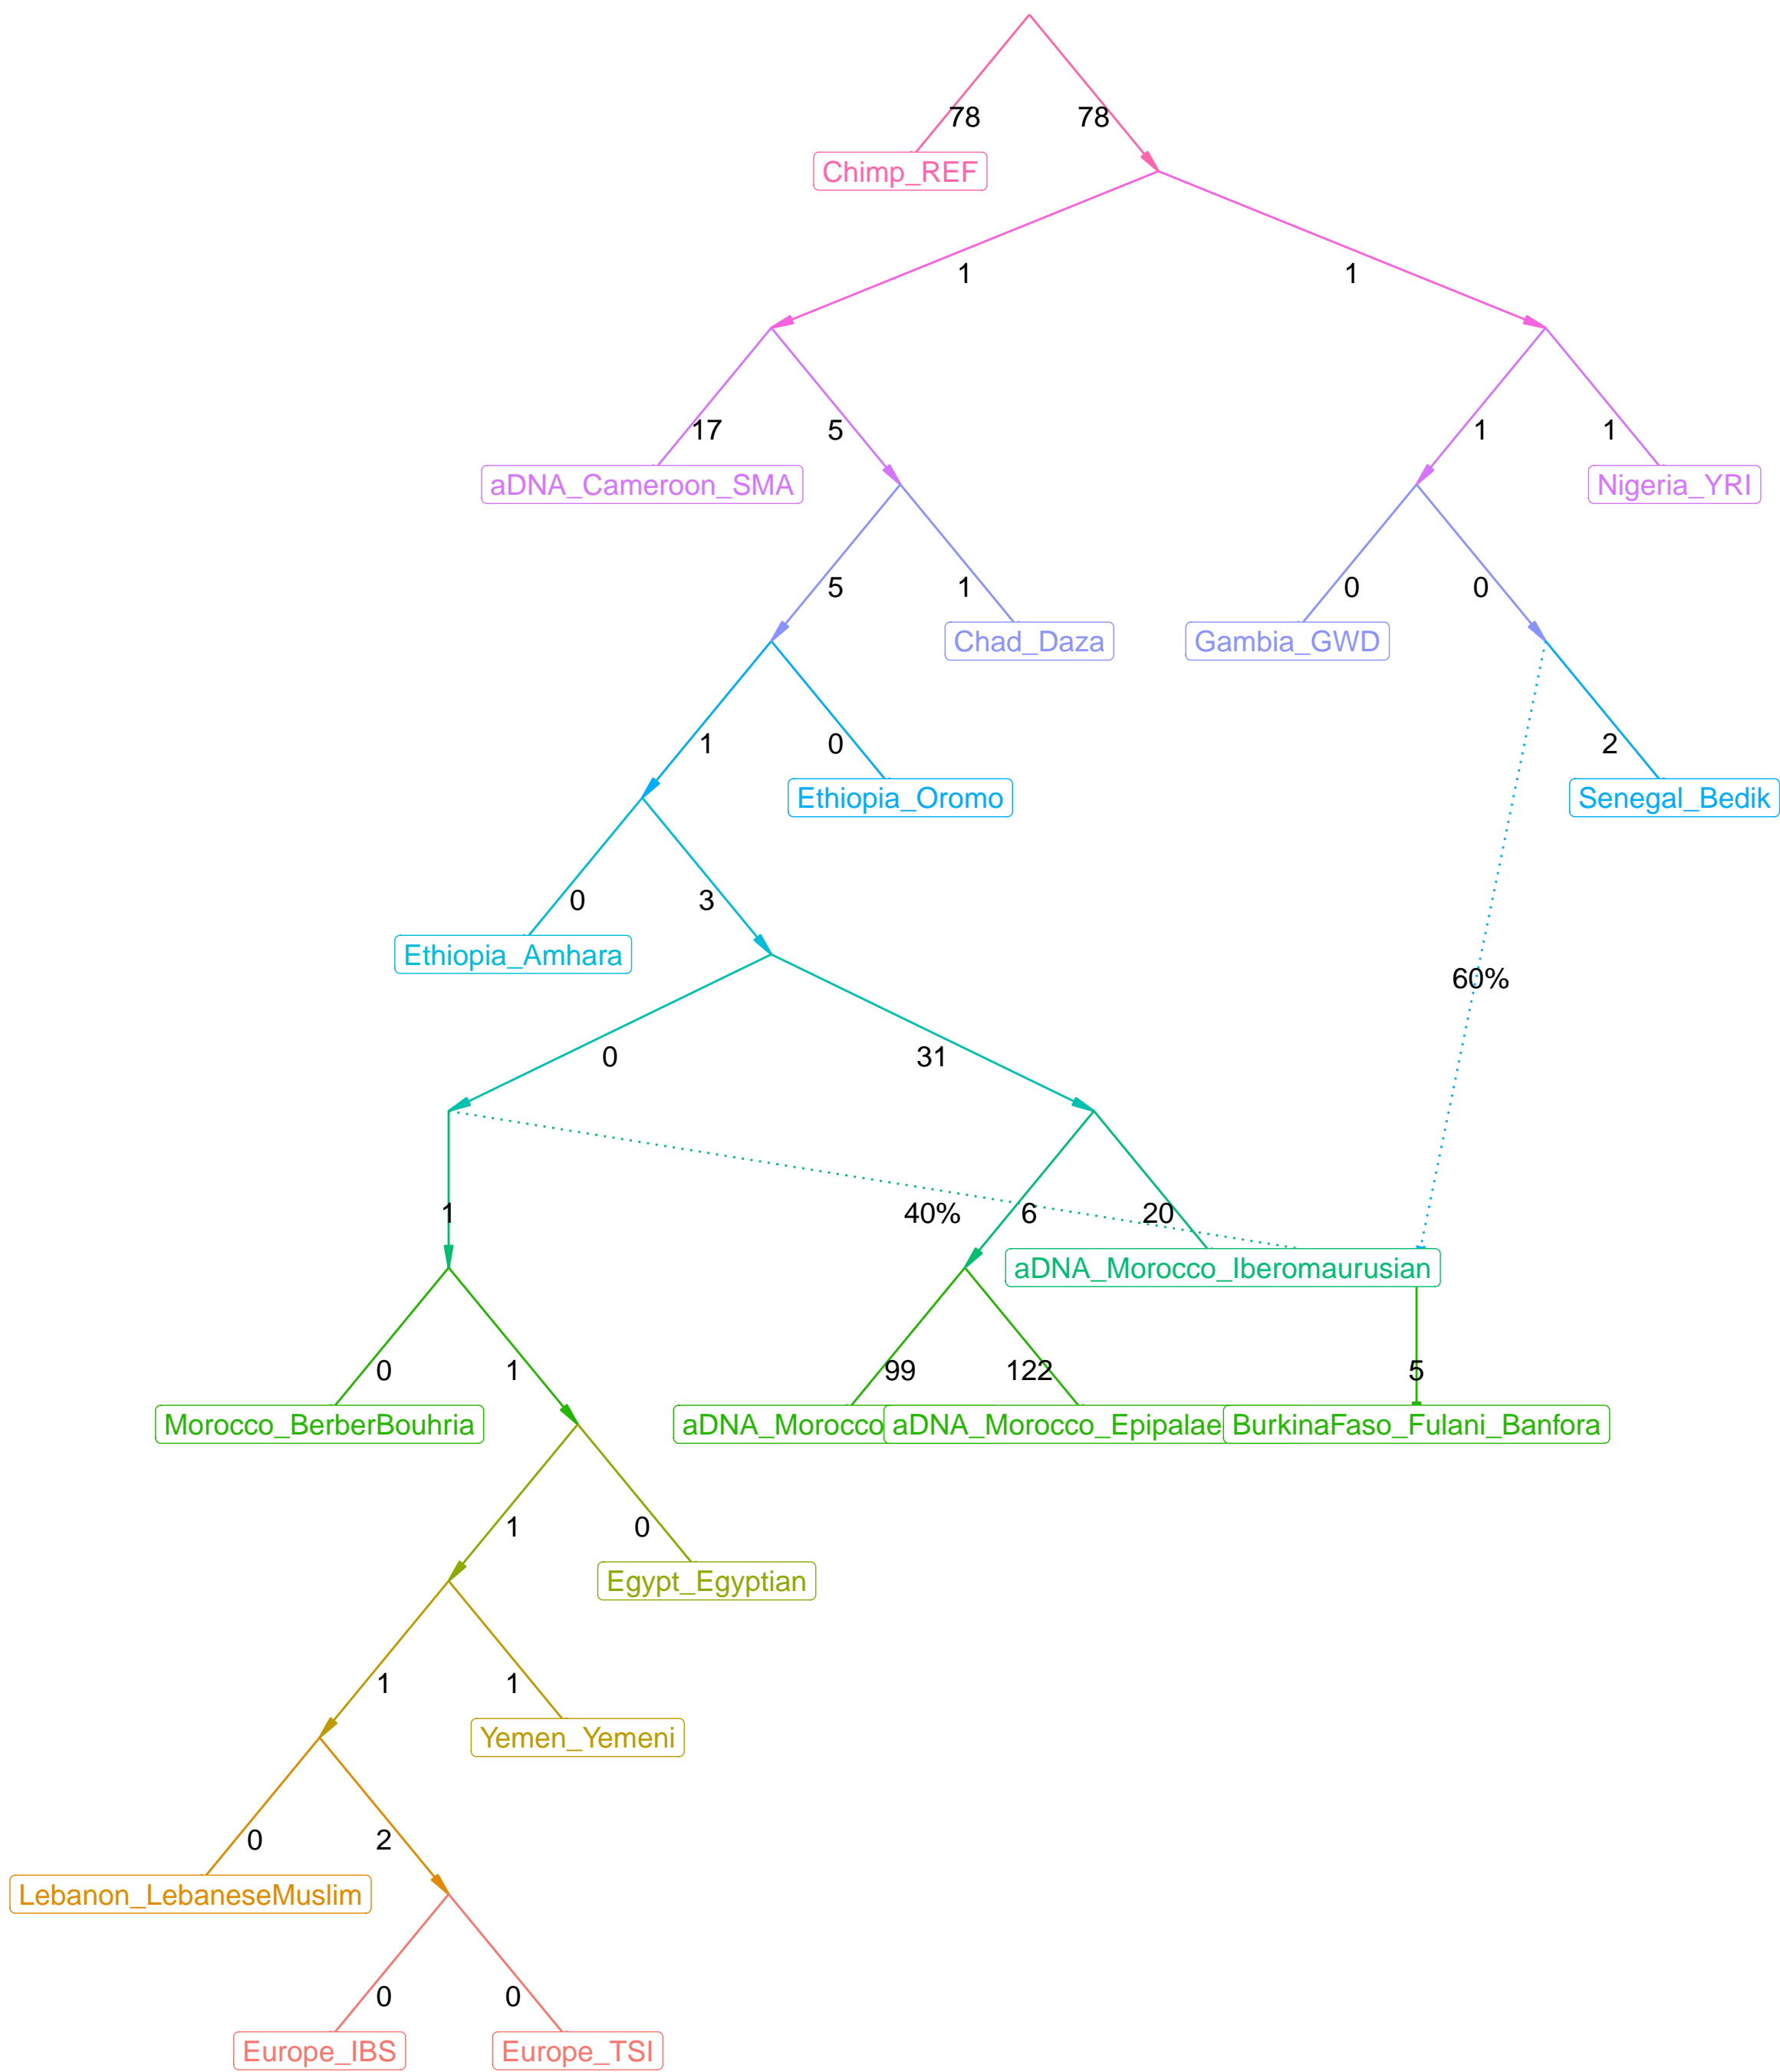 78
78
Chimp_REF
1
1
17
5
1
1
aDNA_Cameroon_SMA
Nigeria_YRI
5
1
0
0
Chad_Daza
Gambia_GWD
1
0
2
Ethiopia_Oromo
Senegal_Bedik
0
3
Ethiopia_Amhara
60%
0
31
1
40%
6
20
aDNA_Morocco_Iberomaurusian
0
1
99
122
5
Morocco_BerberBouhria
aDNA_Morocco
aDNA_Morocco_Epipalae
BurkinaFaso_Fulani_Banfora
1
0
Egypt_Egyptian
1
1
Yemen_Yemeni
0
2
Lebanon_LebaneseMuslim
0
0
Europe_IBS
Europe_TSI